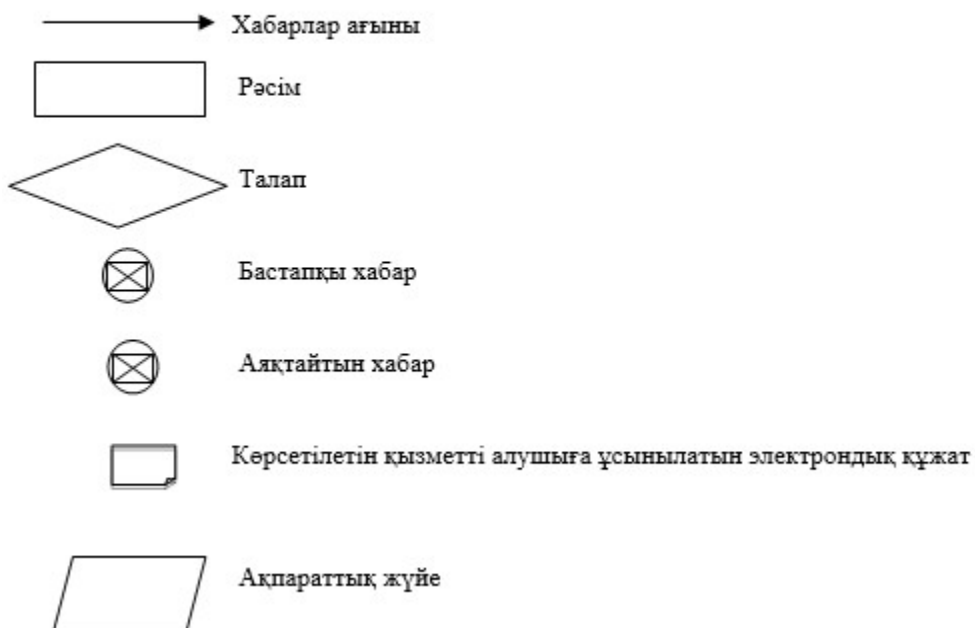 Хабарлар ағыны
Рәсім
Талап
Бастапқы хабар
Аяқтайтын хабар
Көрсетілетін қызметті алушыға ұсынылатын электрондық құжат
Ақпараттық жүйе